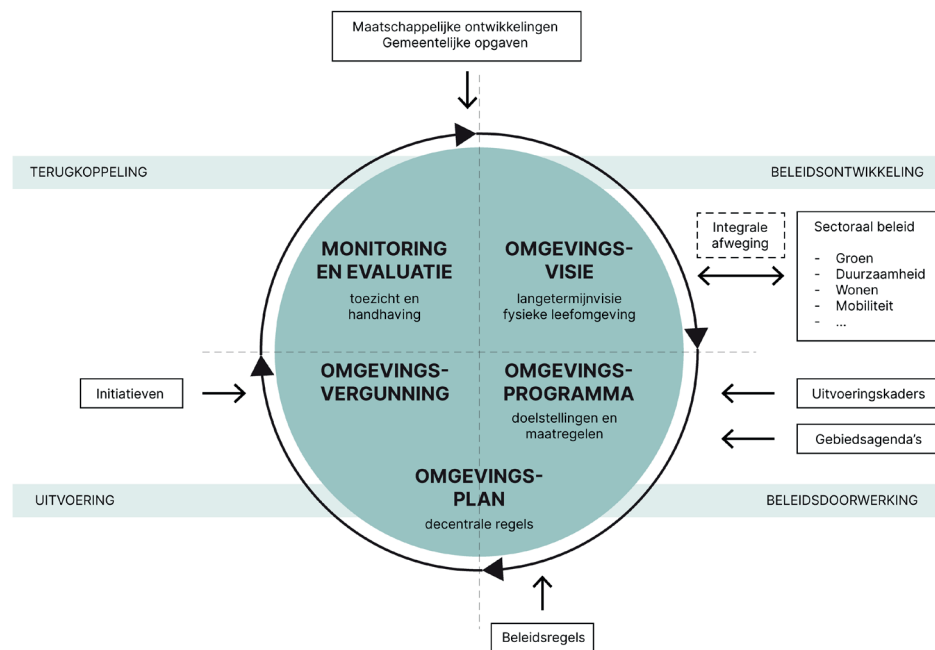 Maatschappelijke ontwikkelingen
Gemeentelijke opgaven
TERUGKOPPELING
BELEIDSONTWIKKELING
MONITORING
EN EVALUATIE
toezicht en
handhaving
OMGEVINGS-
VISIE
langetermijnvisie
fysieke leefomgeving
Integrale
afweging
Sectoraal beleid
- Groen
- Duurzaamheid
- Wonen
- Mobiliteit
- ...
Initiatieven
OMGEVINGS-
VERGUNNING
OMGEVINGS-
PROGRAMMA
doelstellingen en
maatregelen
Uitvoeringskaders
Gebiedsagenda's
OMGEVINGS-
PLAN
decentrale regels
UITVOERING
BELEIDSDOORWERKING
Beleidsregels